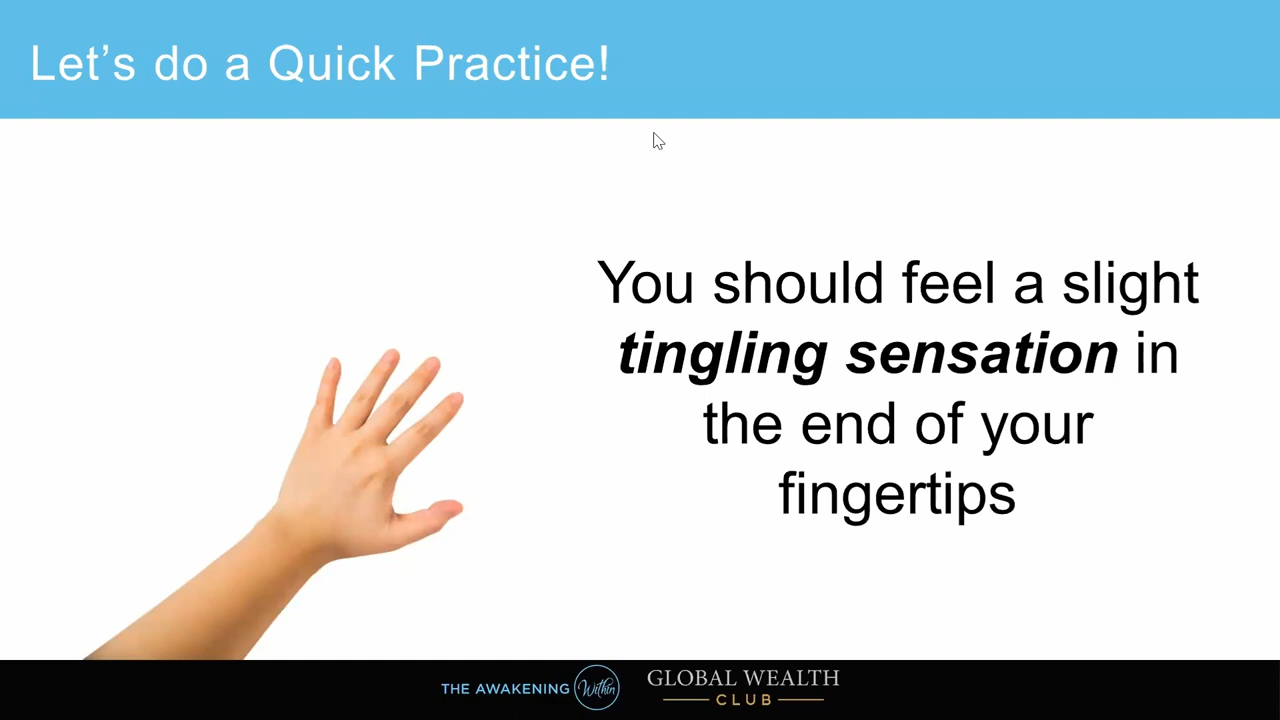 Let’s do a Quick Practice!
You should feel a slight
tingling sensation in
the end of your
fingertips
THE AWAKENING Within
GLOBAL WEALTH
CLUB